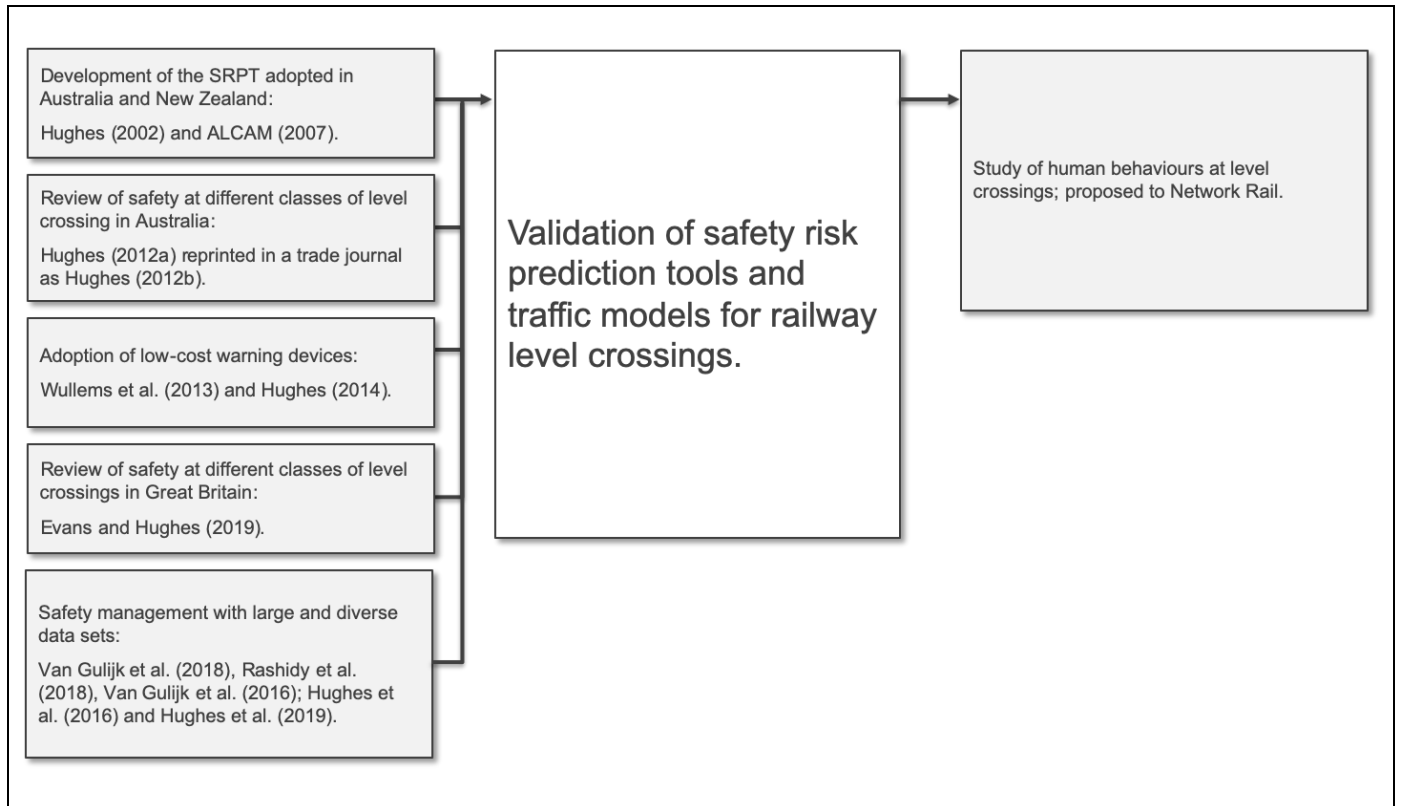 Development of the SRPT adopted in
Australia and New Zealand:
Hughes (2002) and ALCAM (2007).
Review of safety at different classes of level
crossing in Australia:
Hughes (2012a) reprinted in a trade journal
as Hughes (2012b).
Adoption of low-cost warning devices:
Wullems et al. (2013) and Hughes (2014).
Review of safety at different classes of level
crossings in Great Britain:
Evans and Hughes (2019).
Safety management with large and diverse
data sets:
Van Gulijk et al. (2018), Rashidy et al.
(2018), Van Gulijk et al. (2016); Hughes et
al. (2016) and Hughes et al. (2019).
Validation of safety risk
prediction tools and
traffic models for railway
level crossings.
Study of human behaviours at level
crossings; proposed to Network Rail.